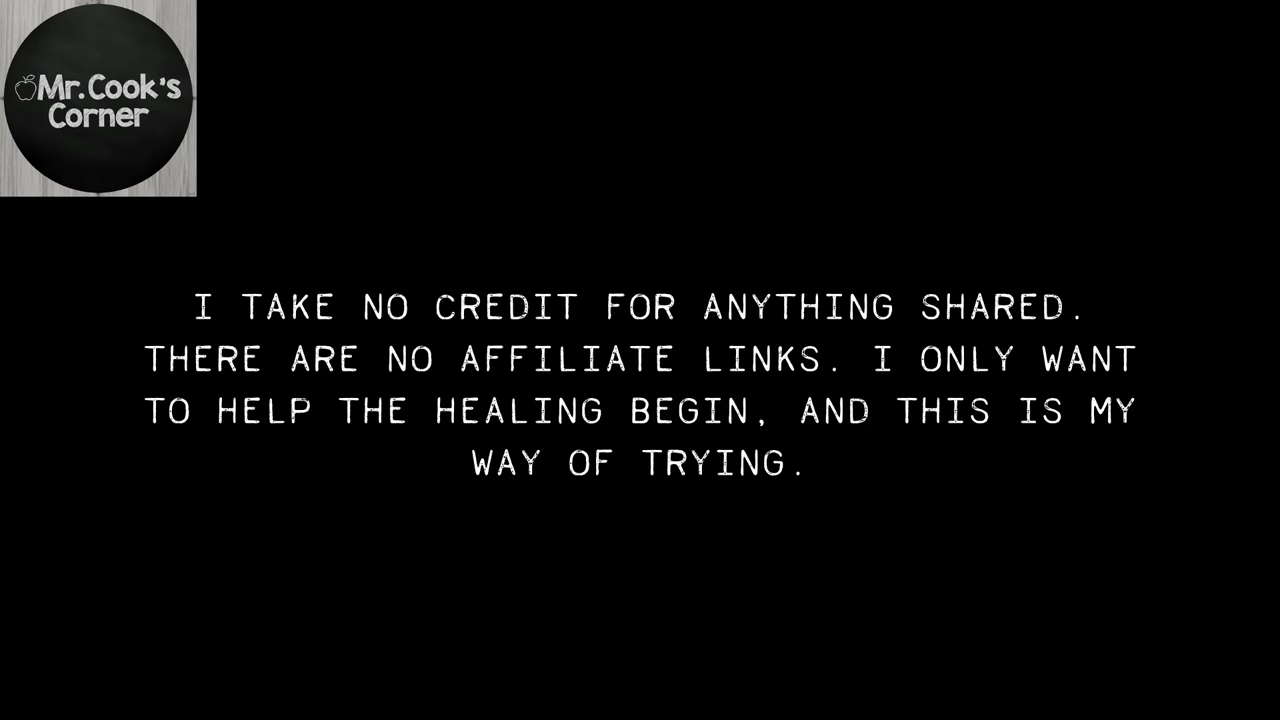 Mr. Cook's
Corner
I TAKE NO CREDIT FOR ANYTHING SHARED.
THERE ARE NO AFFILIATE LINKS. I ONLY WANT
TO HELP THE HEALING BEGIN, AND THIS IS MY
WAY OF TRYING.